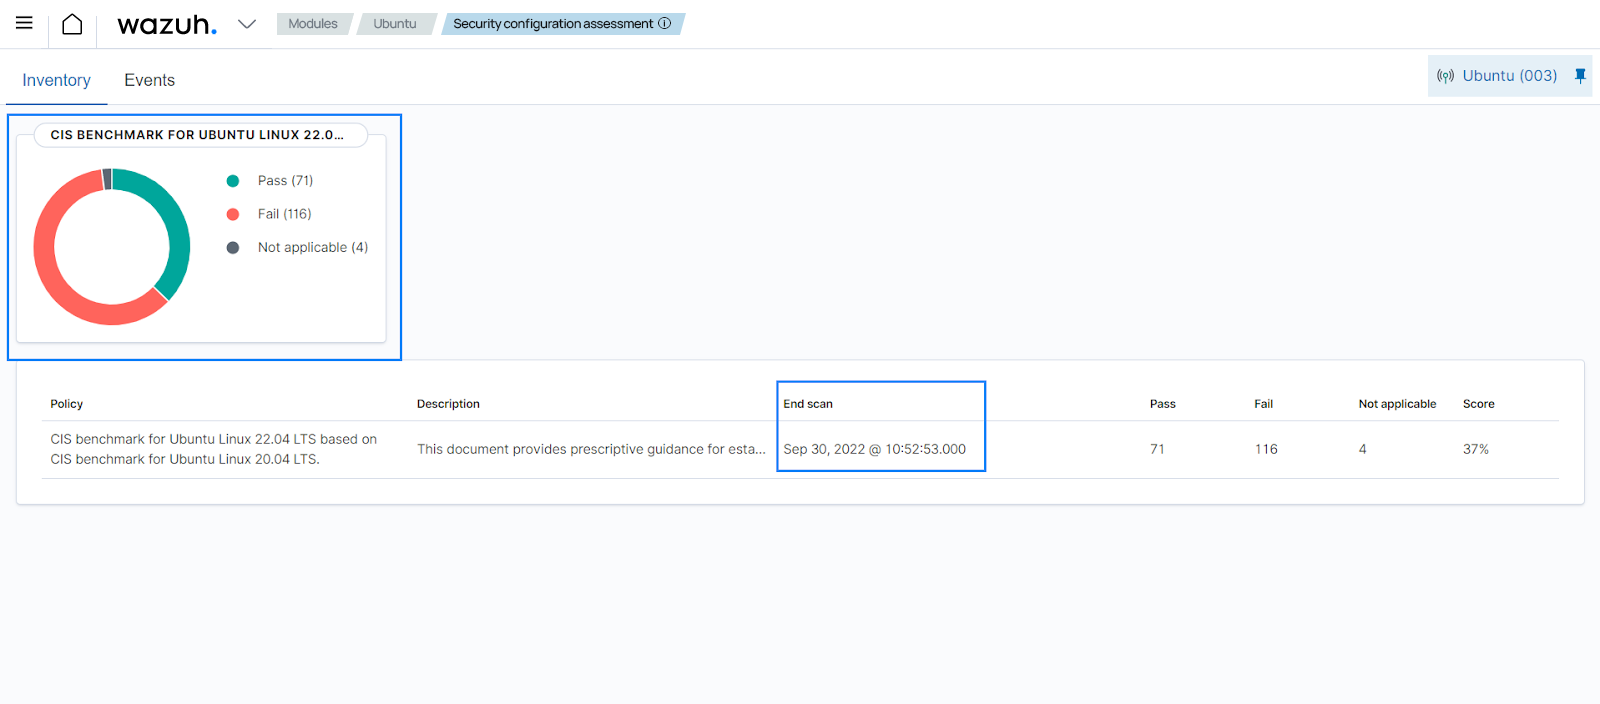 wazuh.
Modules
Ubuntu
Security configuration assessment
Inventory
Events
Ubuntu (003)
CIS BENCHMARK FOR UBUNTU LINUX 22.0...
Pass (71)
Fail (116)
Not applicable (4)
Policy
Description
End scan
Pass
Fail
Not applicable
Score
CIS benchmark for Ubuntu Linux 22.04 LTS based on
CIS benchmark for Ubuntu Linux 20.04 LTS.
This document provides prescriptive guidance for esta...
Sep 30, 2022 @ 10:52:53.000
71
116
4
37%